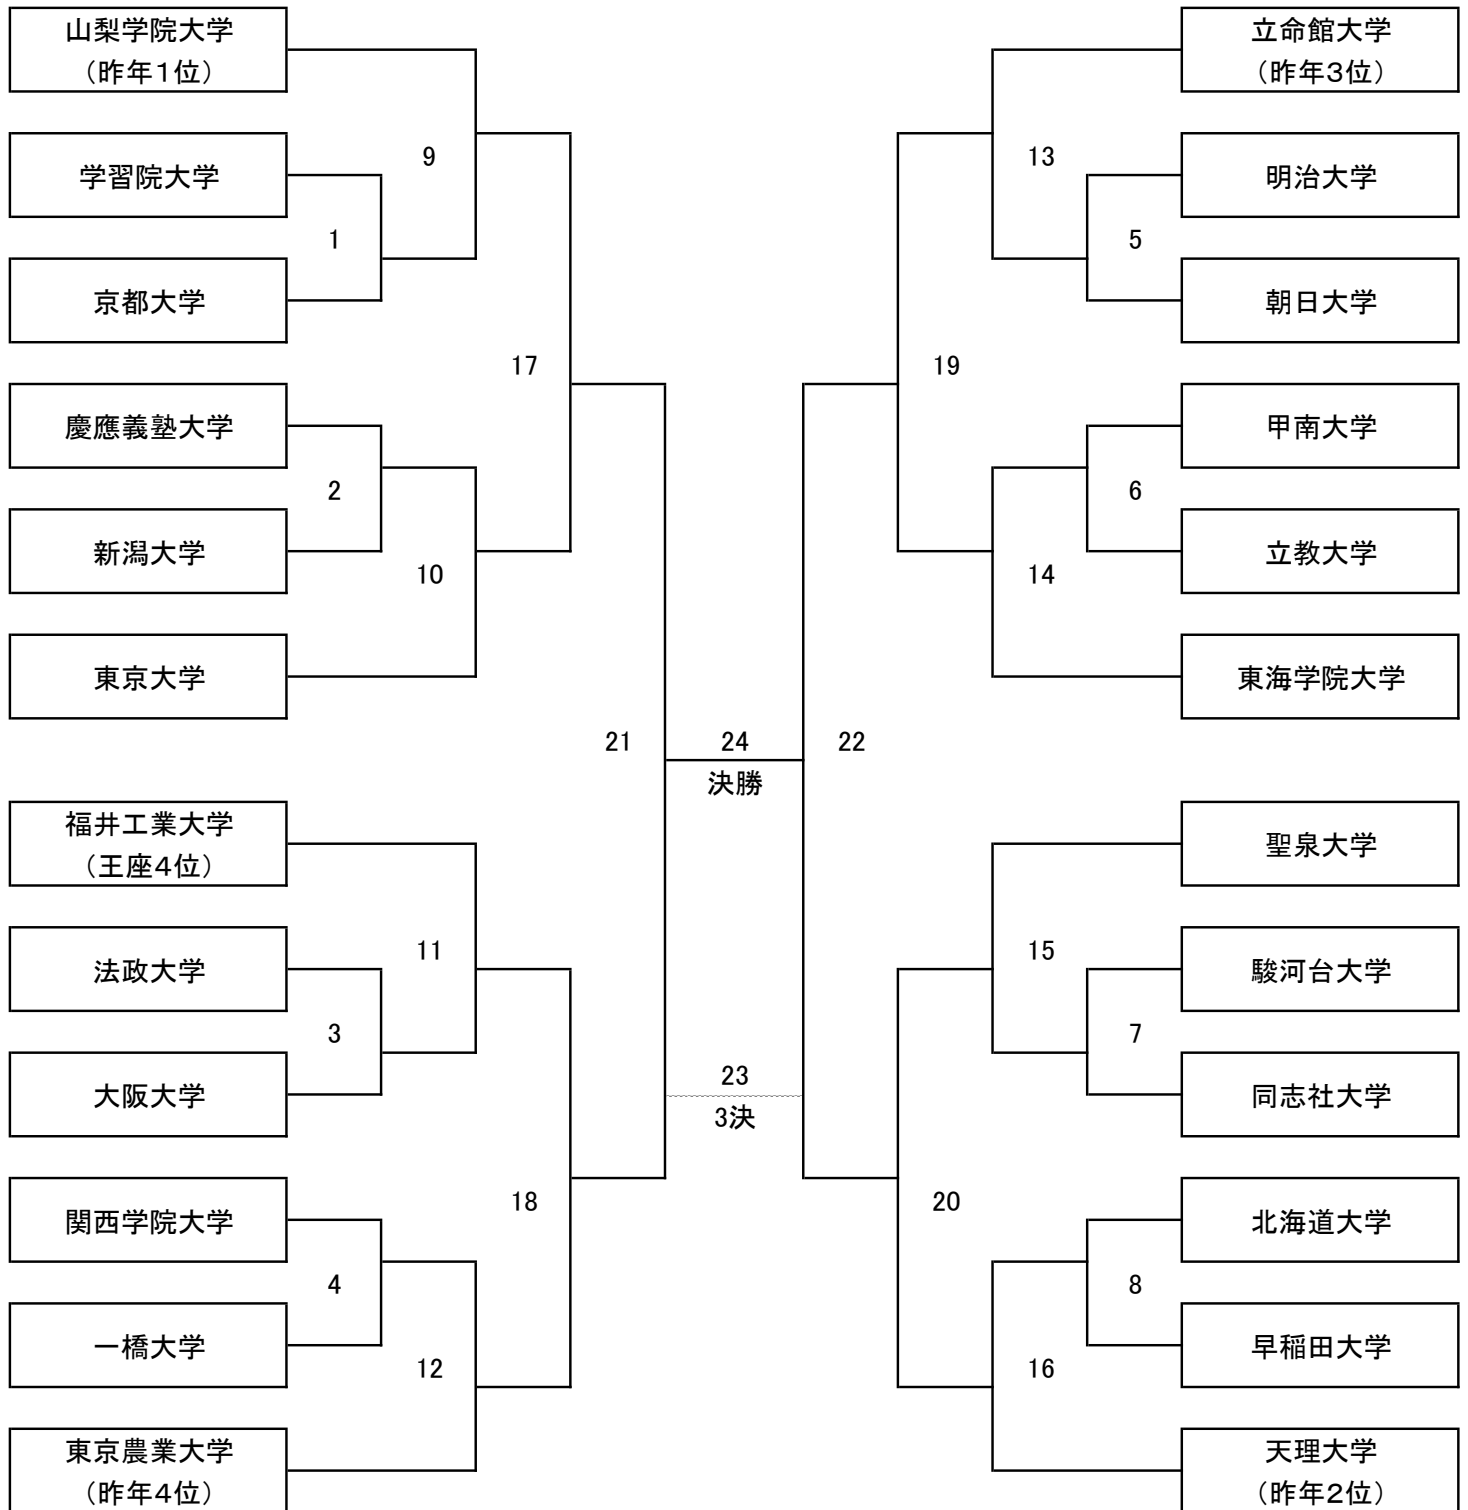 山梨学院大学
（昨年1位）
学習院大学
京都大学
慶應義塾大学
新潟大学
東京大学
福井工業大学
（王座4位）
法政大学
大阪大学
関西学院大学
一橋大学
東京農業大学
（昨年4位）
1
2
3
4
9
10
11
12
17
18
21
24
決勝
23
3決
22
19
20
13
14
15
16
5
6
7
8
立命館大学
（昨年3位）
明治大学
朝日大学
甲南大学
立教大学
東海学院大学
聖泉大学
駿河台大学
同志社大学
北海道大学
早稲田大学
天理大学
（昨年2位）